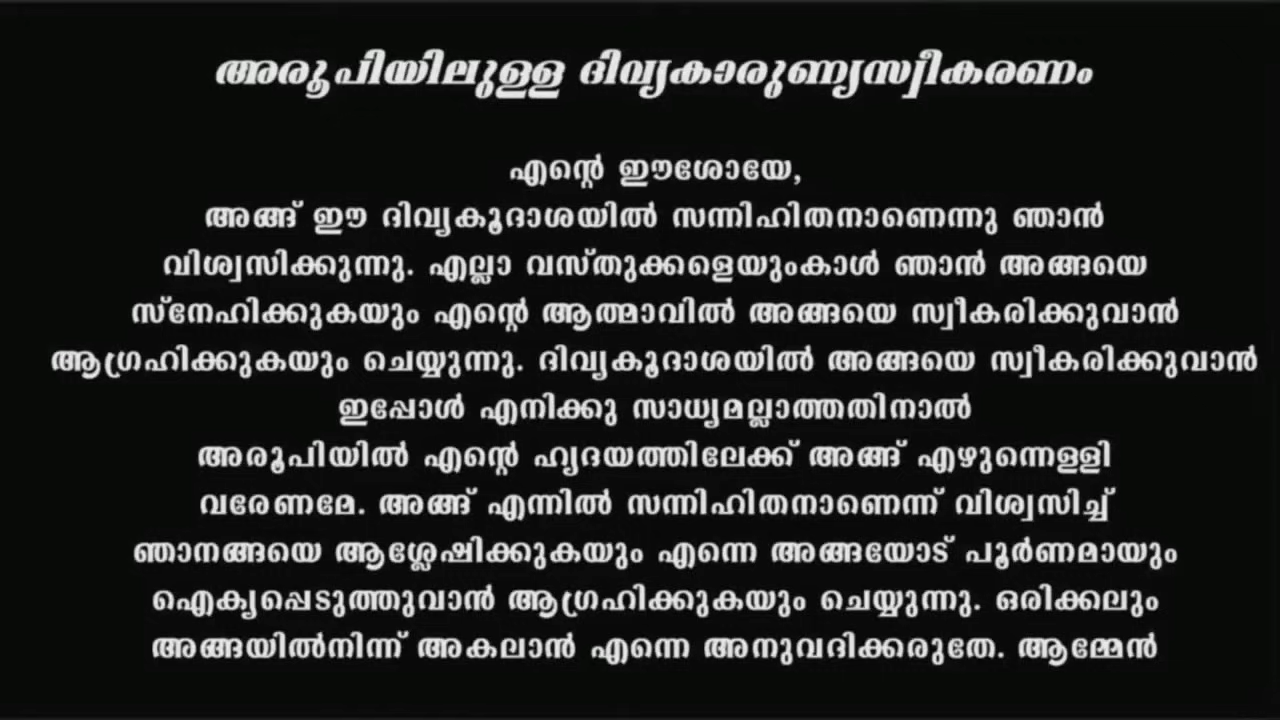 അരൂപിയിലുള്ള ദിവ്യകാരുണ്യസ്വീകരണം
എന്റെ ഈശോയേ,
അങ്ങ് ഈ ദിവ്യകൂദാശയിൽ സന്നിഹിതനാണെന്നു ഞാൻ
വിശ്വസിക്കുന്നു. എല്ലാ വസ്തുക്കളെയുംകാൾ ഞാൻ അങ്ങയെ
സ്നേഹിക്കുകയും എന്റെ ആത്മാവിൽ അങ്ങയെ സ്വീകരിക്കുവാൻ
ആഗ്രഹിക്കുകയും ചെയ്യുന്നു. ദിവ്യകൂദാശയിൽ അങ്ങയെ സ്വീകരിക്കുവാൻ
ഇപ്പോൾ എനിക്കു സാധ്യമല്ലാത്തതിനാൽ
അരൂപിയിൽ എന്റെ ഹൃദയത്തിലേക്ക് അങ്ങ് എഴുന്നെള്ളി
വരേണമേ. അങ്ങ് എന്നിൽ സന്നിഹിതനാണെന്ന് വിശ്വസിച്ച്
ഞാനങ്ങയെ ആശ്ലേഷിക്കുകയും എന്നെ അങ്ങയോട് പൂർണമായും
ഐക്യപ്പെടുത്തുവാൻ ആഗ്രഹിക്കുകയും ചെയ്യുന്നു. ഒരിക്കലും
അങ്ങയിൽനിന്ന് അകലാൻ എന്നെ അനുവദിക്കരുതേ. ആമ്മേൻ